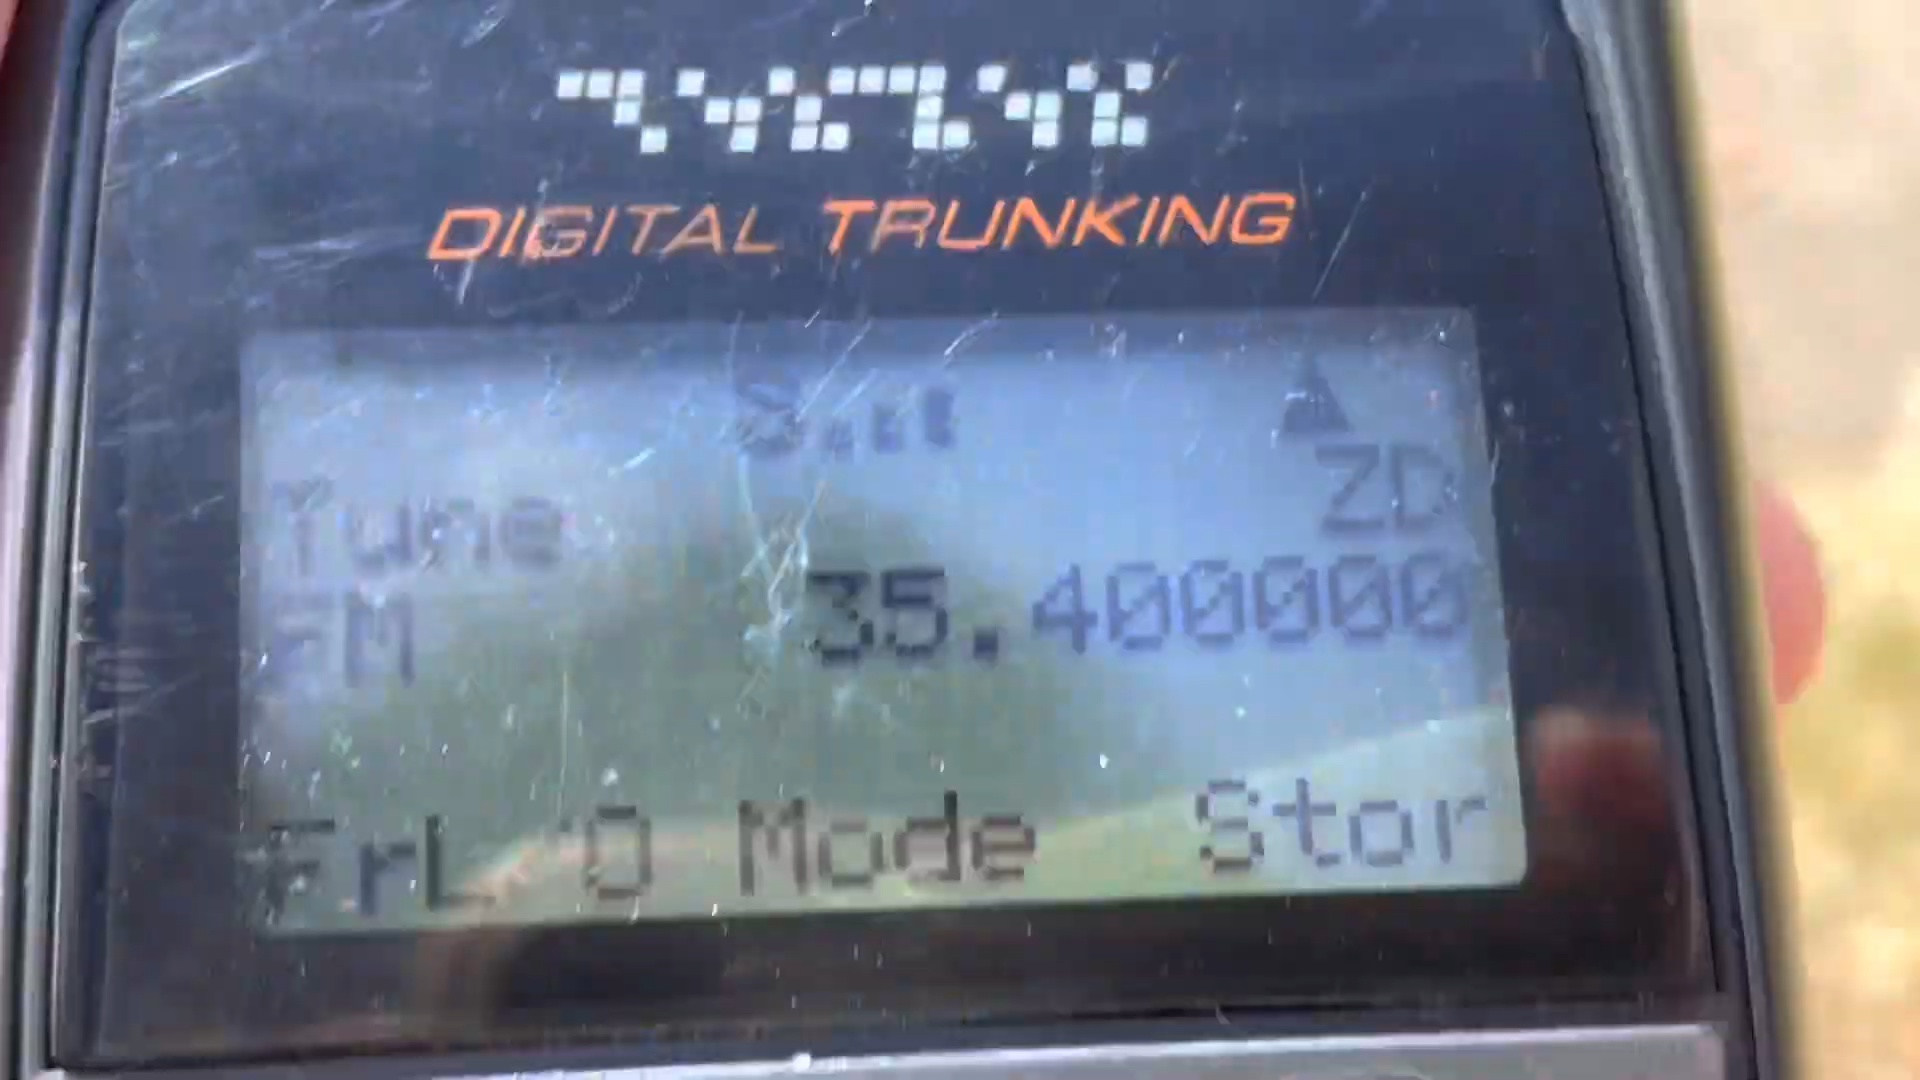 DIGITAL TRUNKING
S
ZD
Tune
FM 35.400000
Mode Stor